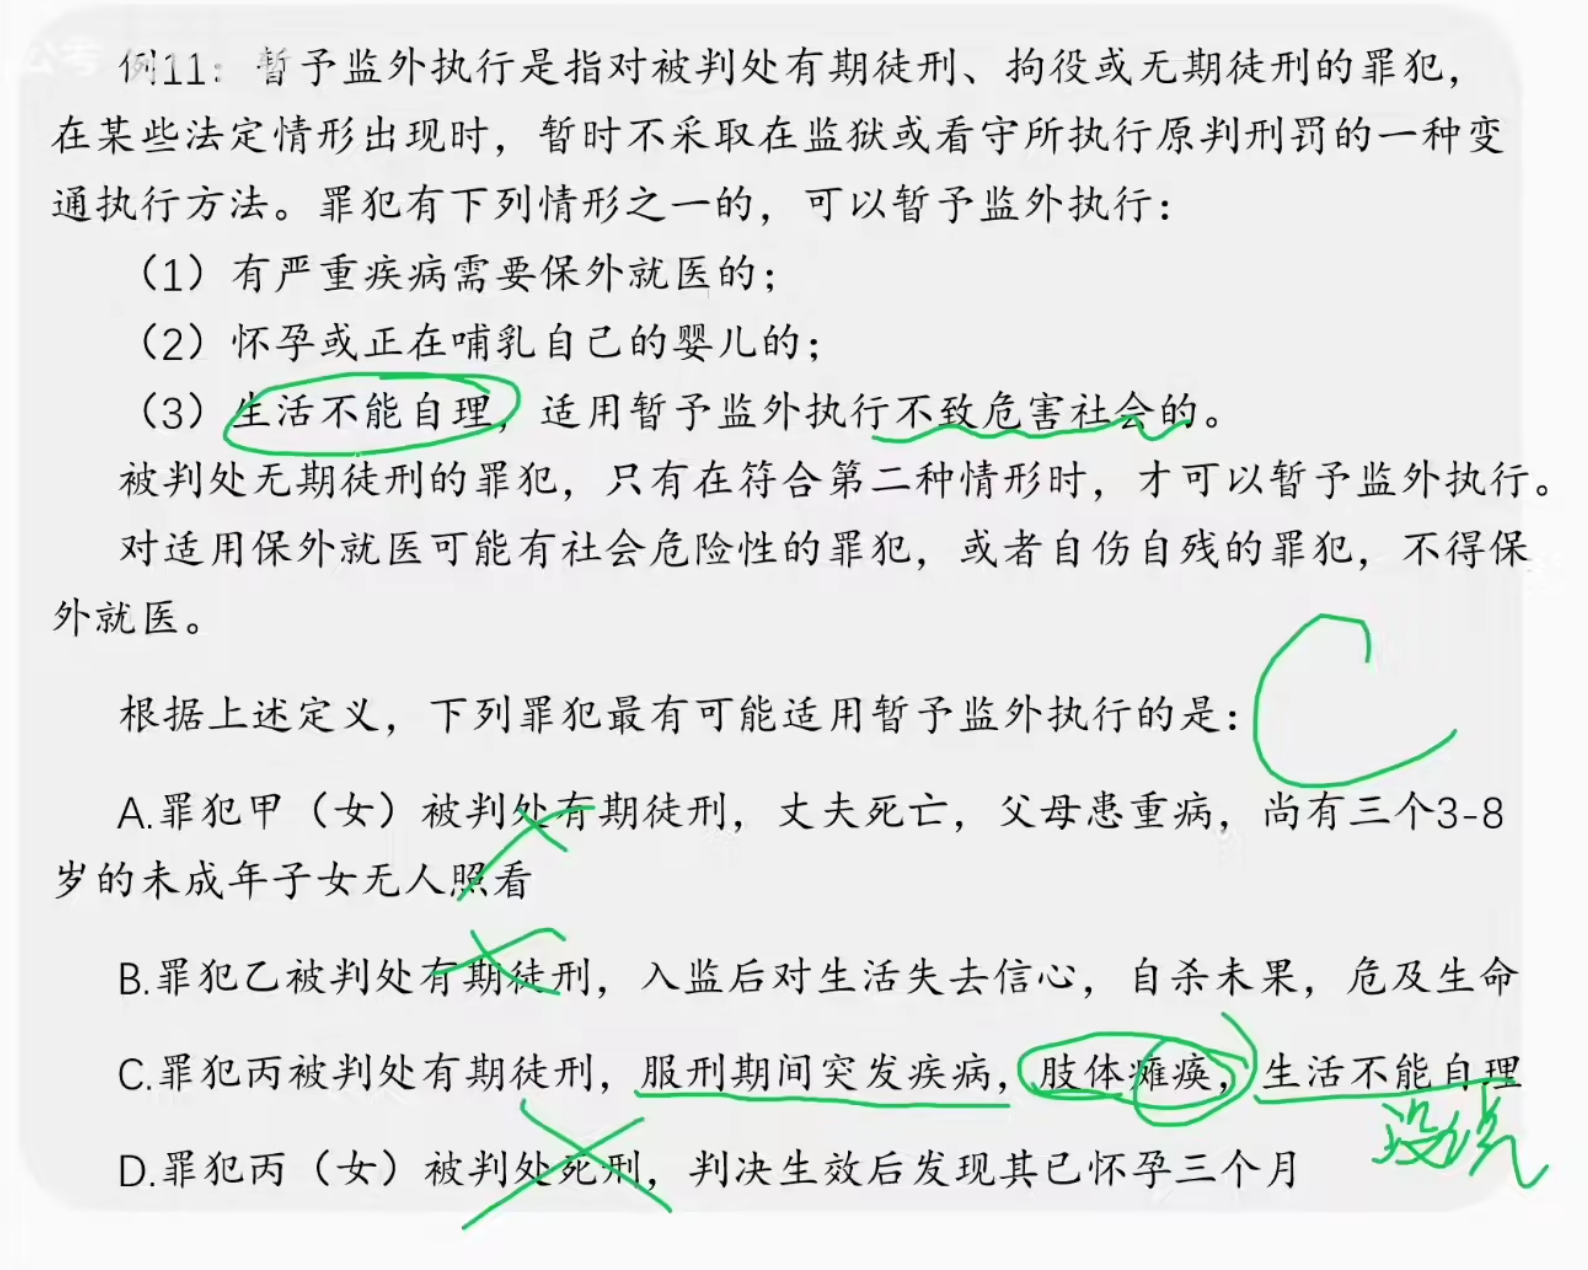 公考
例11：暂予监外执行是指对被判处有期徒刑、拘役或无期徒刑的罪犯，
在某些法定情形出现时，暂时不采取在监狱或看守所执行原判刑罚的一种变
通执行方法。罪犯有下列情形之一的，可以暂予监外执行：
（1）有严重疾病需要保外就医的；
（2）怀孕或正在哺乳自己的婴儿的；
（3）生活不能自理，适用暂予监外执行不致危害社会的。
被判处无期徒刑的罪犯，只有在符合第二种情形时，才可以暂予监外执行。
对适用保外就医可能有社会危险性的罪犯，或者自伤自残的罪犯，不得保
外就医。
根据上述定义，下列罪犯最有可能适用暂予监外执行的是：C
A.罪犯甲（女）被判处有期徒刑，丈夫死亡，父母患重病，尚有三个3-8
岁的未成年子女无人照看
B.罪犯乙被判处有期徒刑，入监后对生活失去信心，自杀未果，危及生命
C.罪犯丙被判处有期徒刑，服刑期间突发疾病，肢体瘫痪，生活不能自理
D.罪犯丙（女）被判处死刑，判决生效后发现其已怀孕三个月